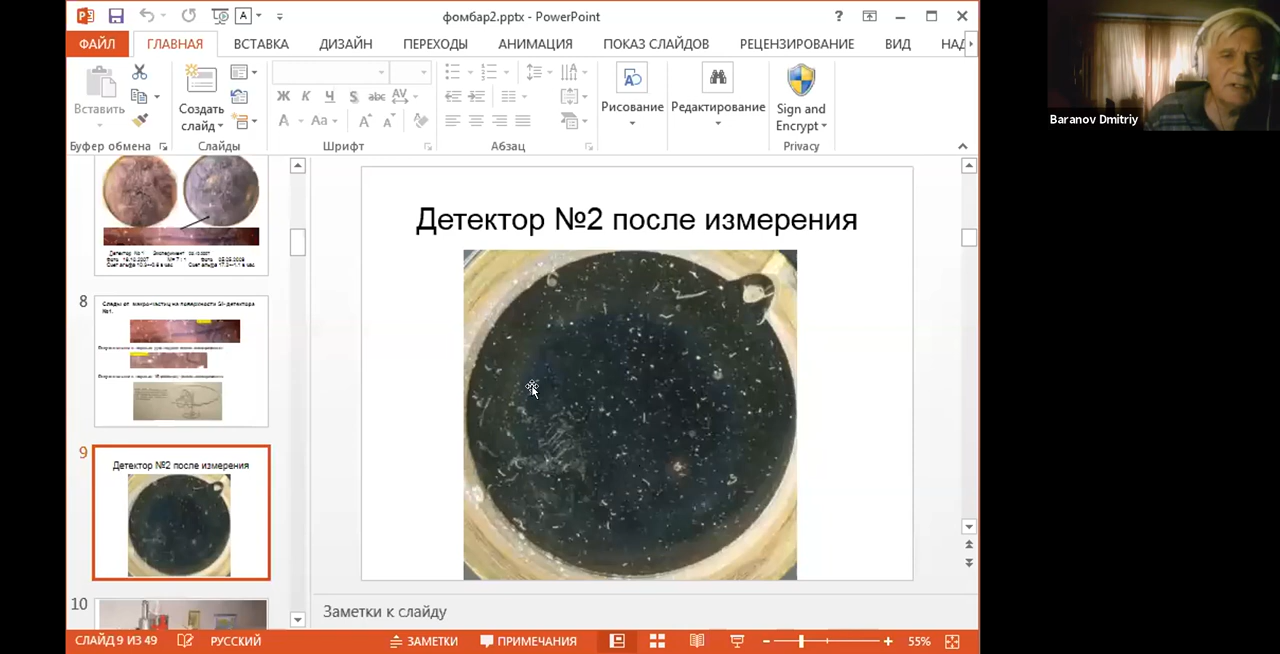 фомбар2.pptx - PowerPoint
ФАЙЛ ГЛАВНАЯ ВСТАВКА ДИЗАЙН ПЕРЕХОДЫ АНИМАЦИЯ ПОКАЗ СЛАЙДОВ РЕЦЕНЗИРОВАНИЕ ВИД НАД
Вставить
Создать
слайд
Рисование
Редактирование
Sign and
Encrypt
Буфер обмена
Слайды
Шрифт
Абзац
Privacy
Baranov Dmitriy
8
9
Детектор №2 после измерения
10
Детектор №2 после измерения
Заметки к слайду
СЛАЙД 9 ИЗ 49 РУССКИЙ ЗАМЕТКИ ПРИМЕЧАНИЯ 55%